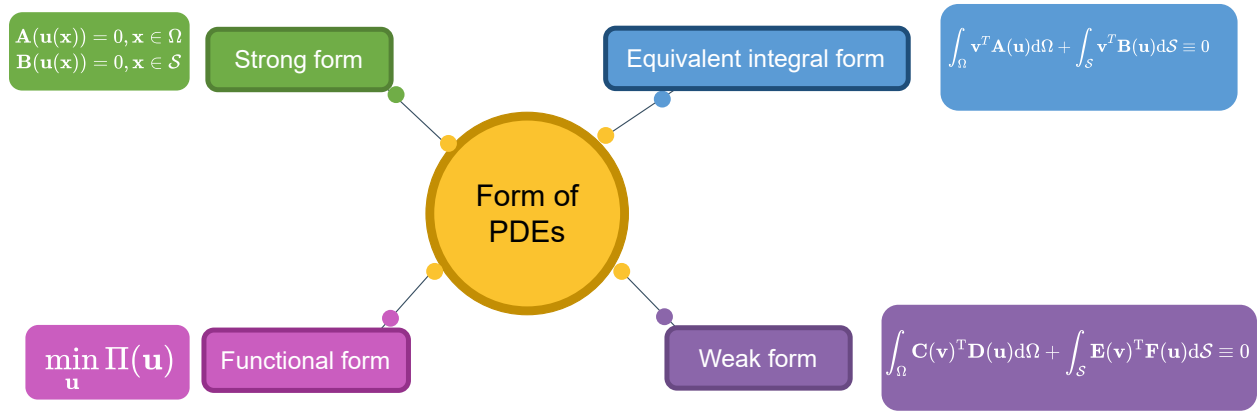 A(u(x)) = 0, x ∈ Ω
B(u(x)) = 0, x ∈ 𝒮
Strong form
Equivalent integral form
∫_Ω v^T A(u)dΩ + ∫_𝒮 v^T B(u)d𝒮 ≡ 0
Form of
PDEs
min_u Π(u)
Functional form
Weak form
∫_Ω C(v)^T D(u)dΩ + ∫_𝒮 E(v)^T F(u)d𝒮 ≡ 0